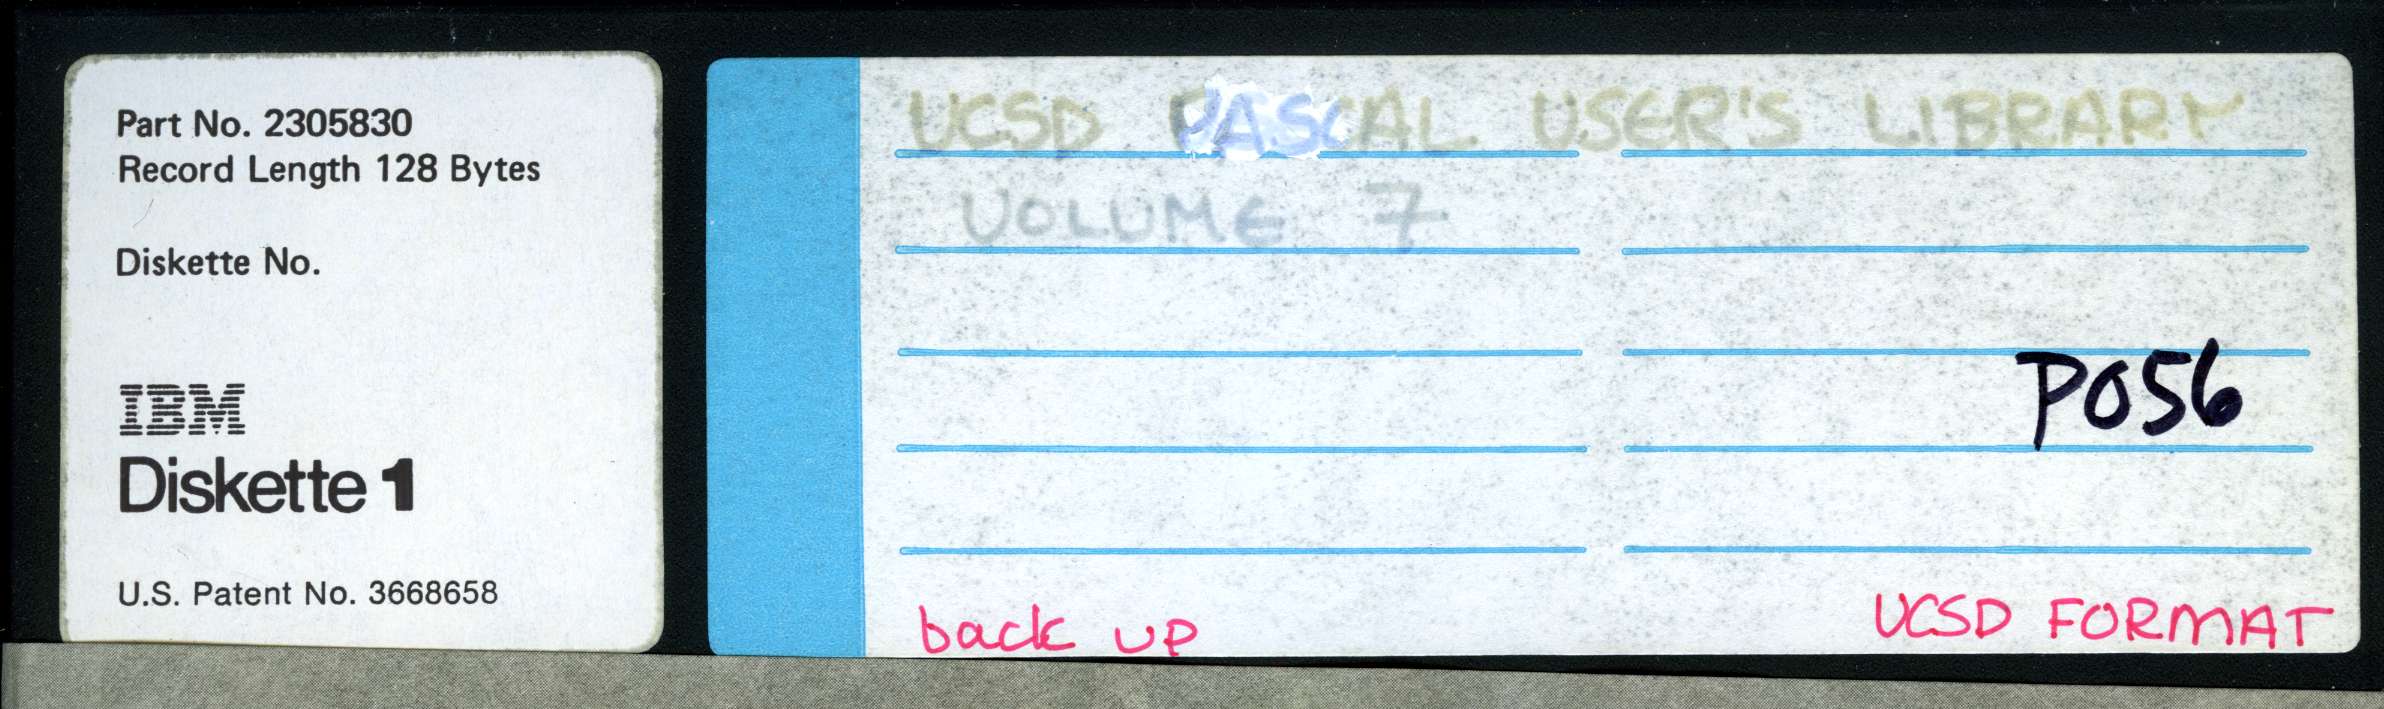 Part No. 2305830
Record Length 128 Bytes
Diskette No.
IBM
Diskette 1
U.S. Patent No. 3668658
UCSD PASCAL USER'S LIBRARY
VOLUME 7
P056
back up
UCSD FORMAT